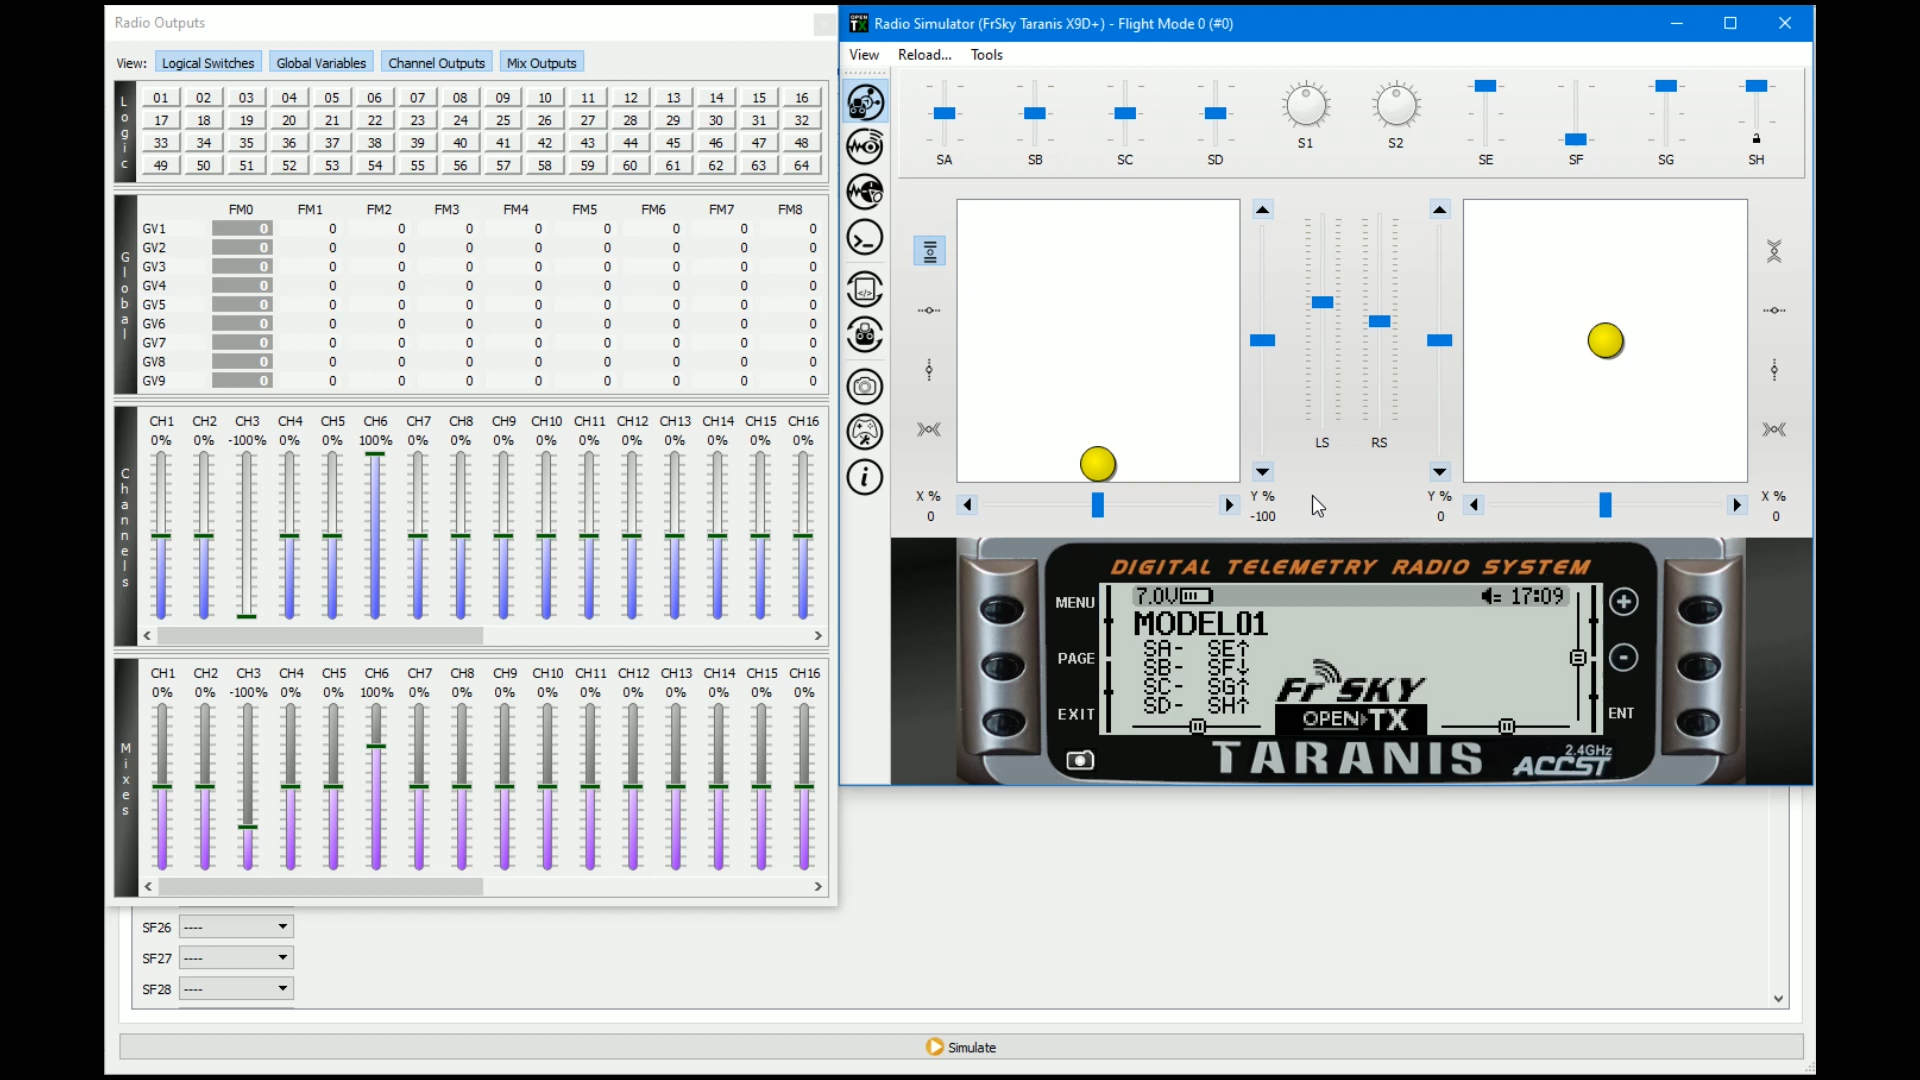 Radio Outputs
View: Logical Switches Global Variables Channel Outputs Mix Outputs
Logic
01 02 03 04 05 06 07 08 09 10 11 12 13 14 15 16
17 18 19 20 21 22 23 24 25 26 27 28 29 30 31 32
33 34 35 36 37 38 39 40 41 42 43 44 45 46 47 48
49 50 51 52 53 54 55 56 57 58 59 60 61 62 63 64
Global
FM0 FM1 FM2 FM3 FM4 FM5 FM6 FM7 FM8
GV1 0 0 0 0 0 0 0 0 0
GV2 0 0 0 0 0 0 0 0 0
GV3 0 0 0 0 0 0 0 0 0
GV4 0 0 0 0 0 0 0 0 0
GV5 0 0 0 0 0 0 0 0 0
GV6 0 0 0 0 0 0 0 0 0
GV7 0 0 0 0 0 0 0 0 0
GV8 0 0 0 0 0 0 0 0 0
GV9 0 0 0 0 0 0 0 0 0
Channels
CH1 CH2 CH3 CH4 CH5 CH6 CH7 CH8 CH9 CH10 CH11 CH12 CH13 CH14 CH15 CH16
0% 0% -100% 0% 0% 100% 0% 0% 0% 0% 0% 0% 0% 0% 0% 0%
Mixes
CH1 CH2 CH3 CH4 CH5 CH6 CH7 CH8 CH9 CH10 CH11 CH12 CH13 CH14 CH15 CH16
0% 0% -100% 0% 0% 100% 0% 0% 0% 0% 0% 0% 0% 0% 0% 0%
SF26 ----
SF27 ----
SF28 ----
Simulate
OPEN TX Radio Simulator (FrSky Taranis X9D+) - Flight Mode 0 (#0)
View Reload... Tools
SA SB SC SD S1 S2 SE SF SG SH
LS RS
X % Y % Y % X %
0 -100 0 0
DIGITAL TELEMETRY RADIO SYSTEM
MENU
PAGE
EXIT
ENT
7.0V 17:09
MODEL01
SA- SE↑
SB- SF↓
SC- SG↑
SD- SH↑
FrSKY
OPEN TX
TARANIS
2.4GHz
ACCST